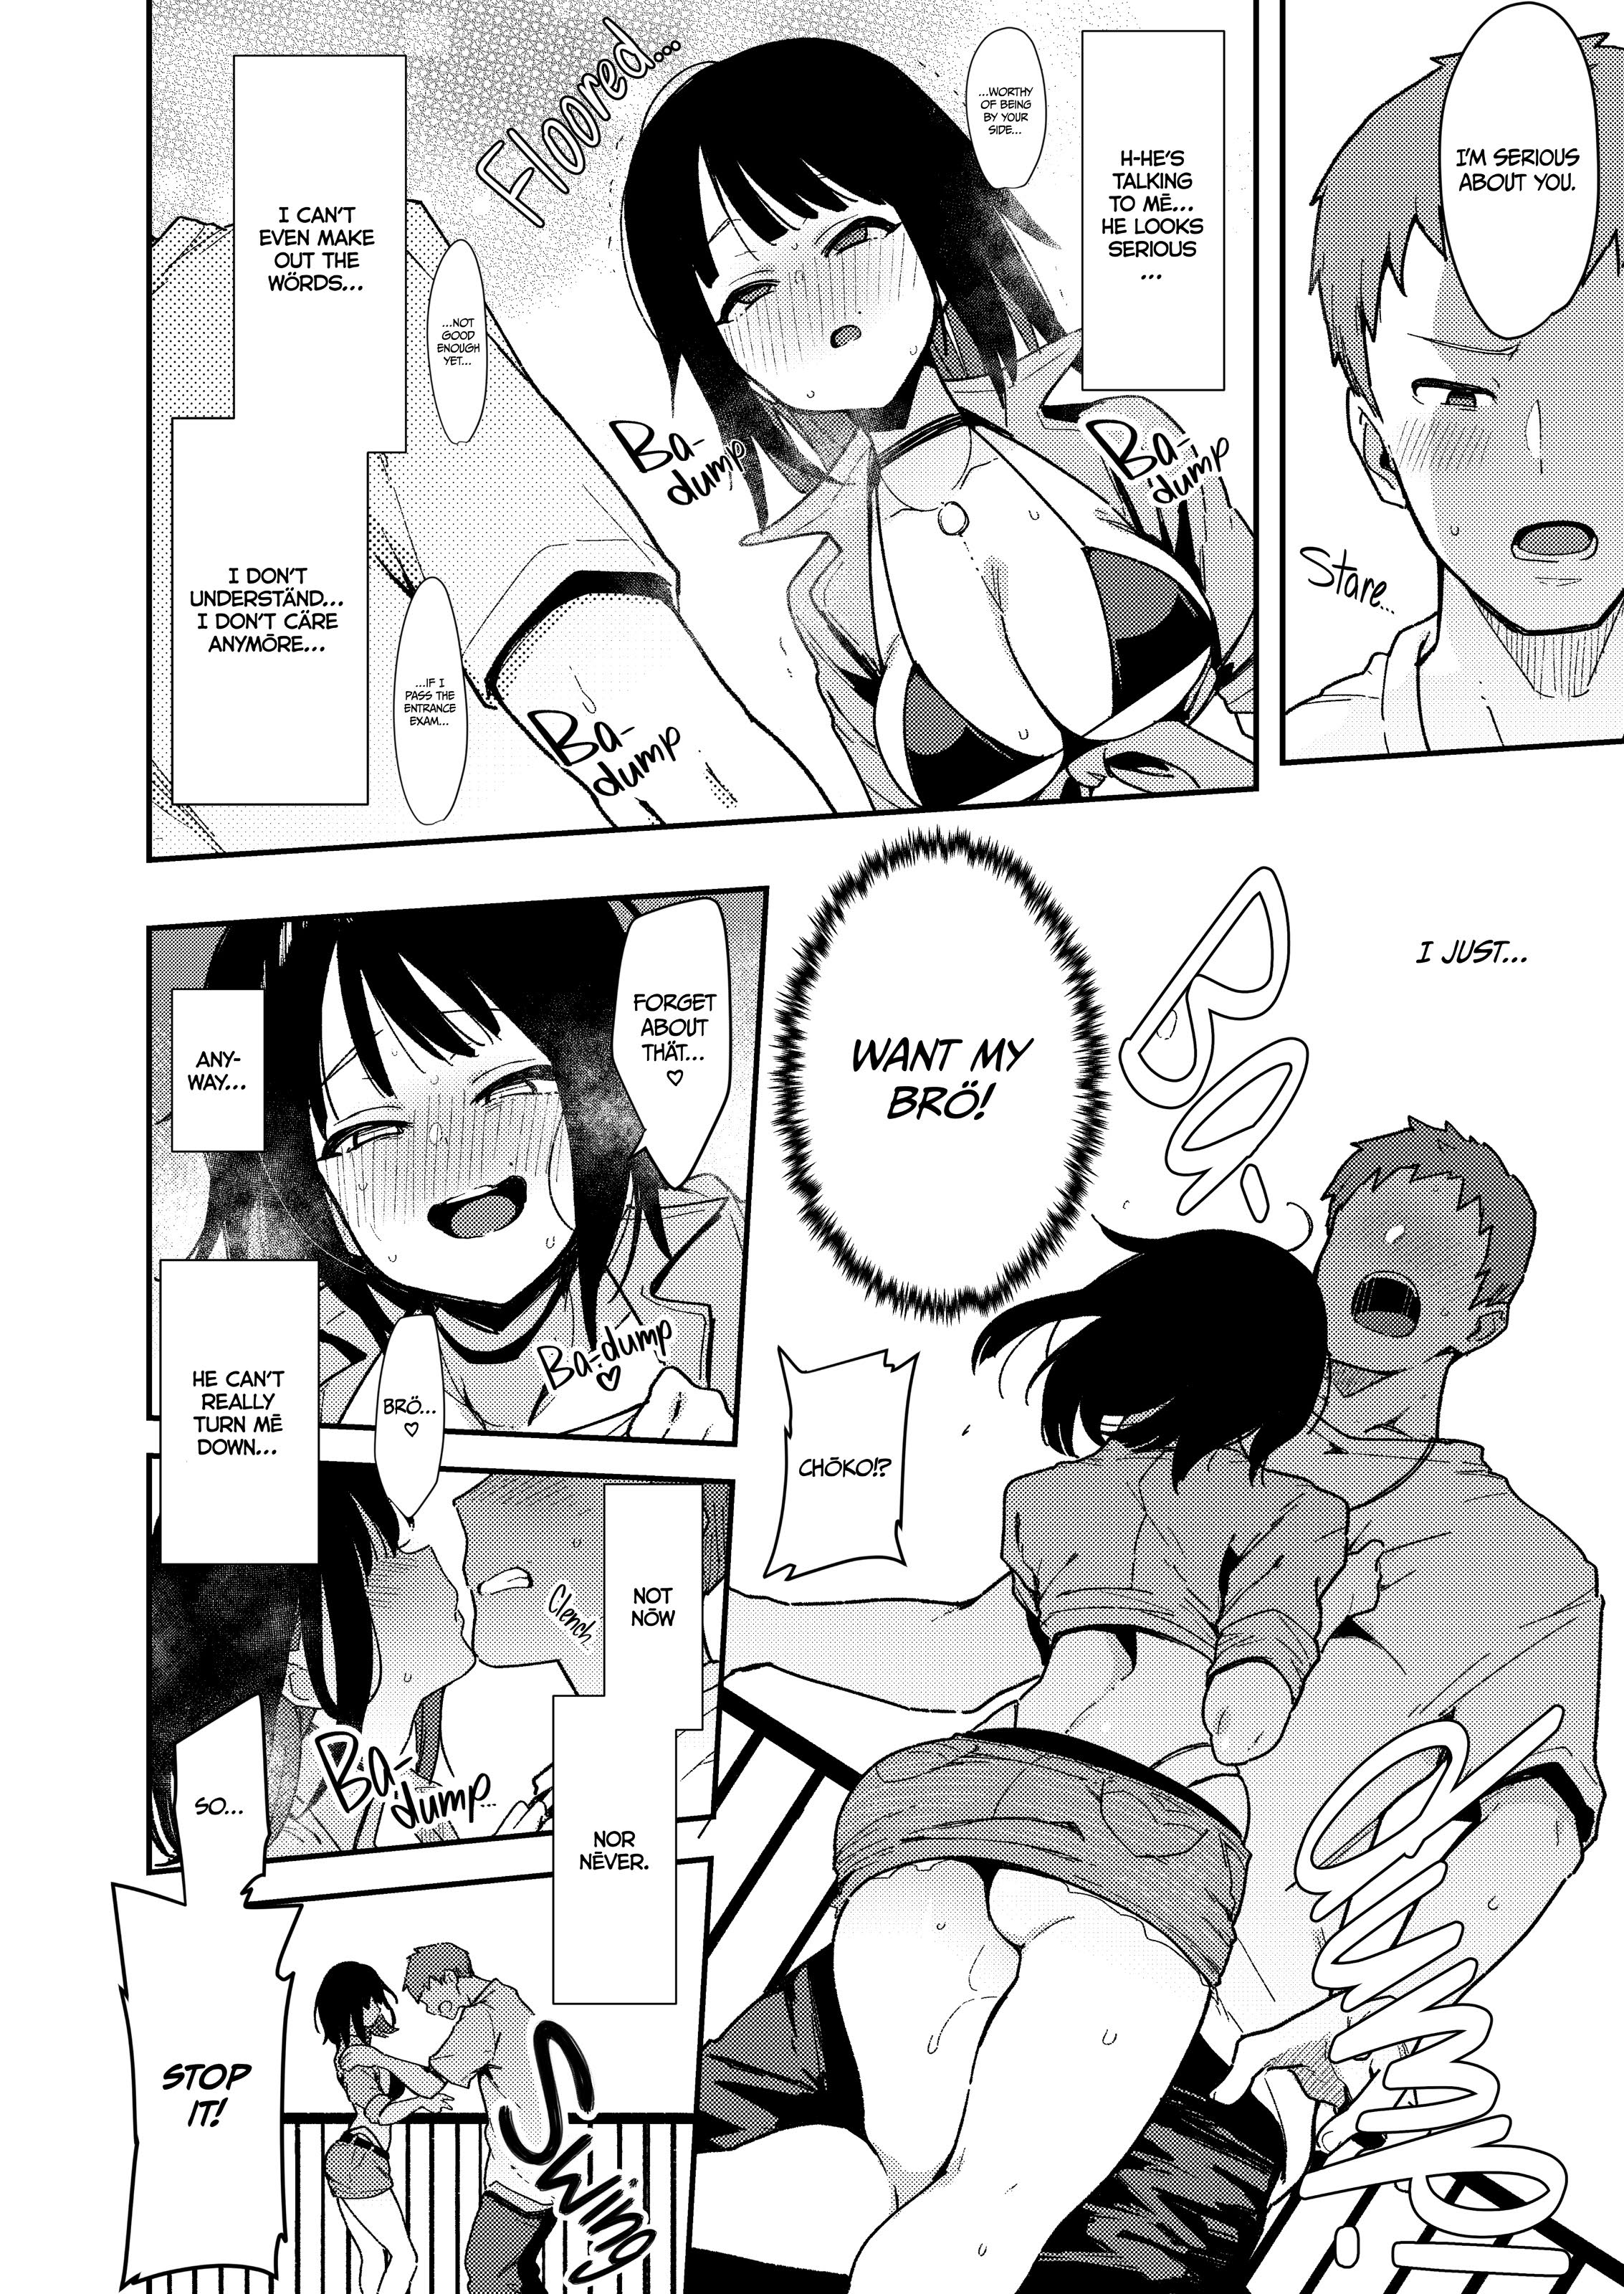 I'M SERIOUS
ABOUT YOU.
Stare...
H-HE'S
TALKING
TO MĒ...
HE LOOKS
SERIOUS
...
...WORTHY
OF BEING
BY YOUR
SIDE...
Floored...
Ba-
dump
Ba-
dump
I CAN'T
EVEN MAKE
OUT THE
WÖRDS...
...NOT
GOOD
ENOUGH
YET...
I DON'T
UNDERSTÄND...
I DON'T CÄRE
ANYMŌRE...
...IF I
PASS THE
ENTRANCE
EXAM...
Ba-
dump
I JUST...
WANT MY
BRÖ!
CHŌKO!?
FORGET
ABOUT
THÄT...
♡
ANY-
WAY...
Ba-dump
♡
HE CAN'T
REALLY
TURN MĒ
DOWN...
BRÖ...
♡
NOT
NŌW
Clench...
Ba-
dump...
NOR
NĒVER.
SO...
STOP
IT!
Swing